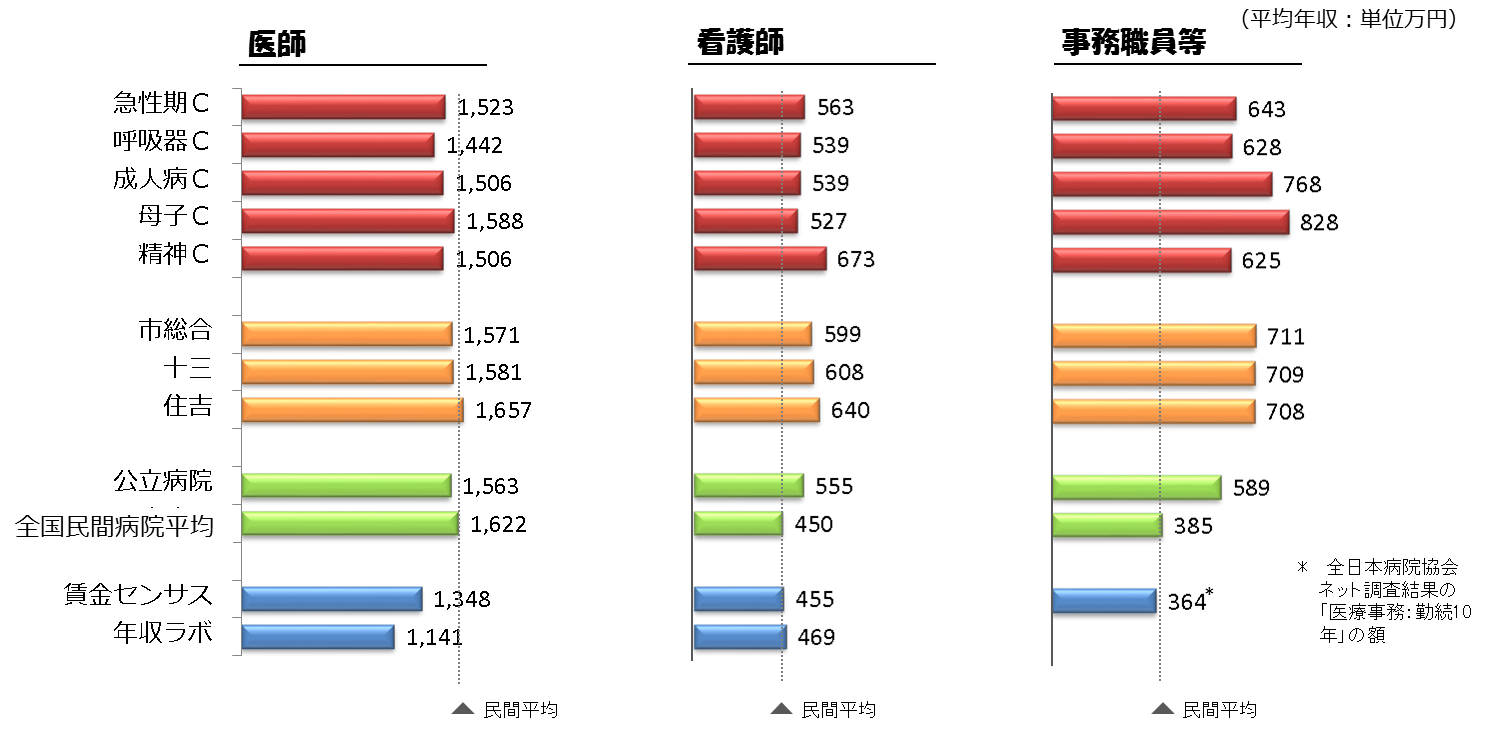 （平均年収：単位万円）
医師
看護師
事務職員等
急性期Ｃ 1,523 563 643
呼吸器Ｃ 1,442 539 628
成人病Ｃ 1,506 539 768
母子Ｃ 1,588 527 828
精神Ｃ 1,506 673 625
市総合 1,571 599 711
十三 1,581 608 709
住吉 1,657 640 708
公立病院 1,563 555 589
全国民間病院平均 1,622 450 385
賃金センサス 1,348 455 364*
年収ラボ 1,141 469
＊　全日本病院協会
ネット調査結果の
「医療事務：勤続10
年」の額
▲ 民間平均
▲ 民間平均
▲ 民間平均